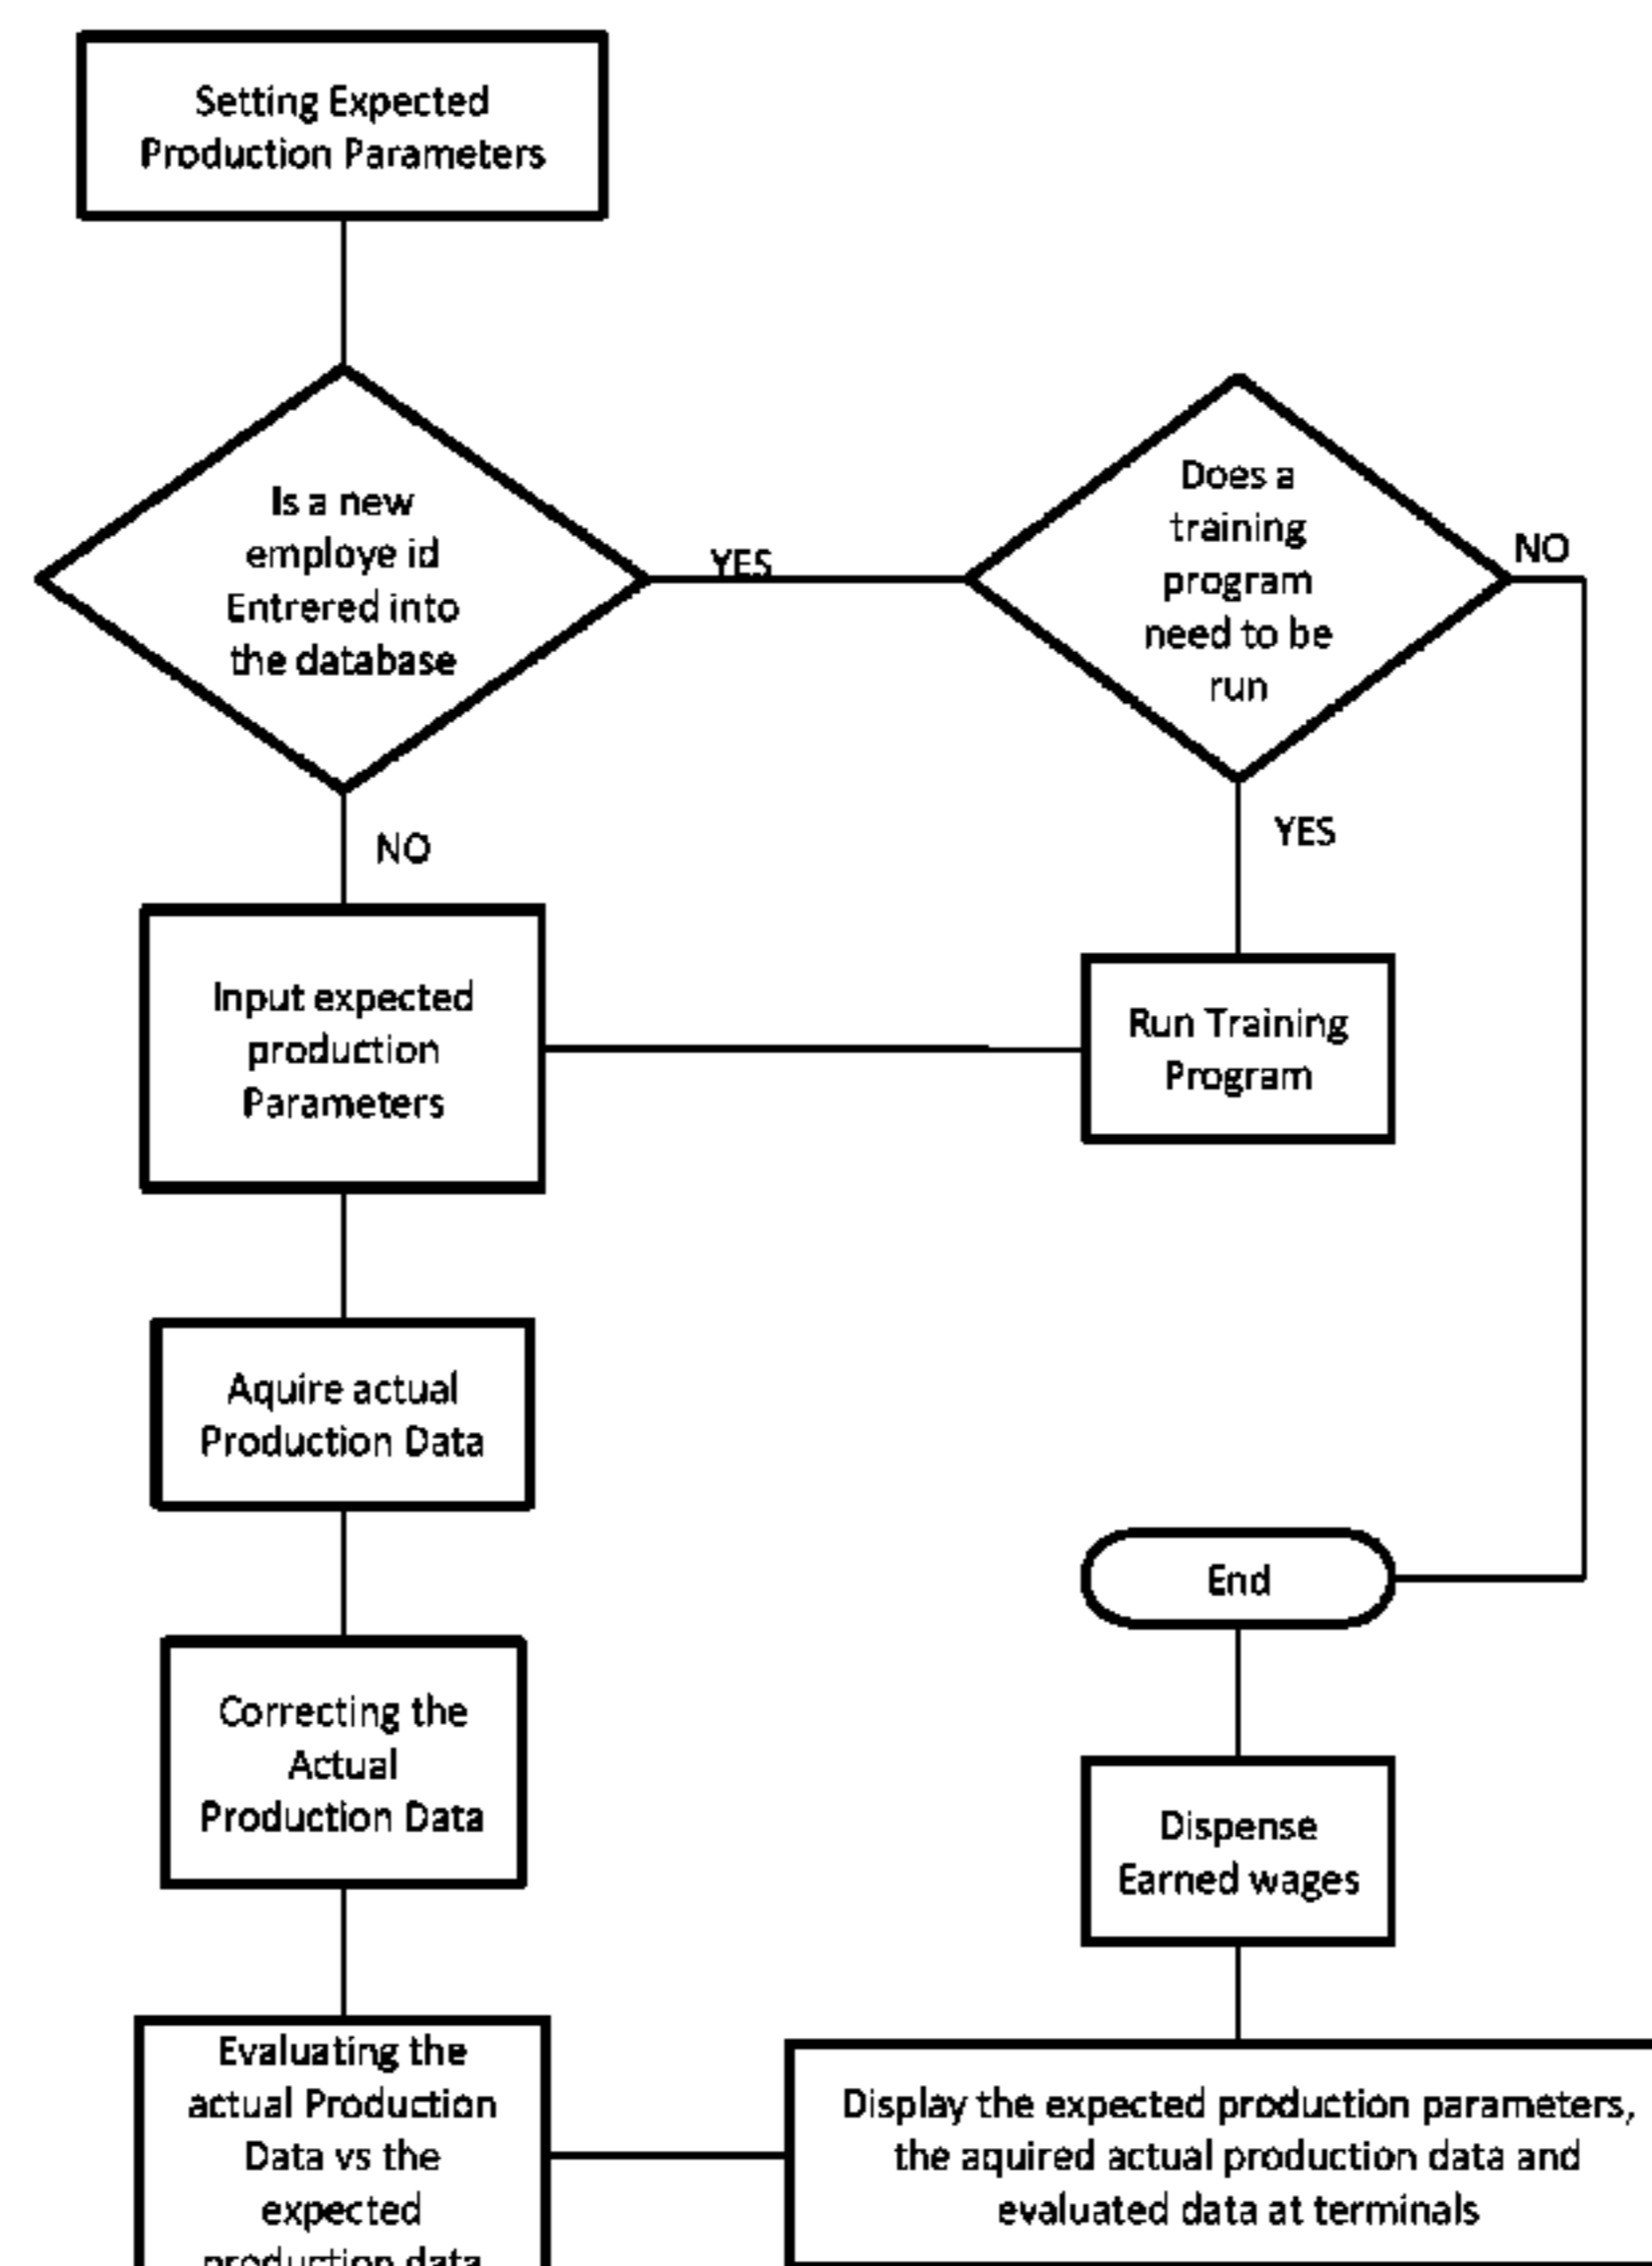 Setting Expected
Production Parameters
Is a new
employe id
Entrered into
the database
YES
Does a
training
program
need to be
run
NO
NO
YES
Input expected
production
Parameters
Run Training
Program
Aquire actual
Production Data
End
Correcting the
Actual
Production Data
Dispense
Earned wages
Evaluating the
actual Production
Data vs the
expected
production data
Display the expected production parameters,
the aquired actual production data and
evaluated data at terminals